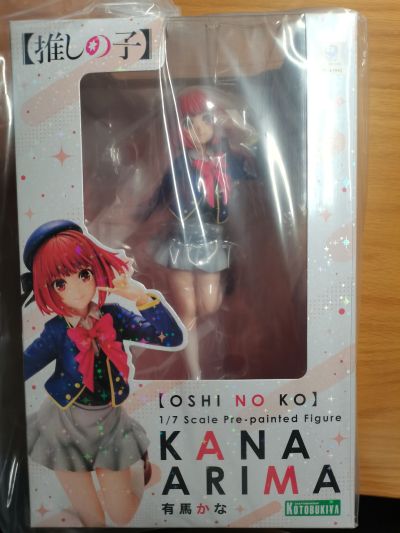 【推しの子】
【OSHI NO KO】
1/7 Scale Pre-painted Figure
KANA
ARIMA
有馬かな
KOTOBUKIYA